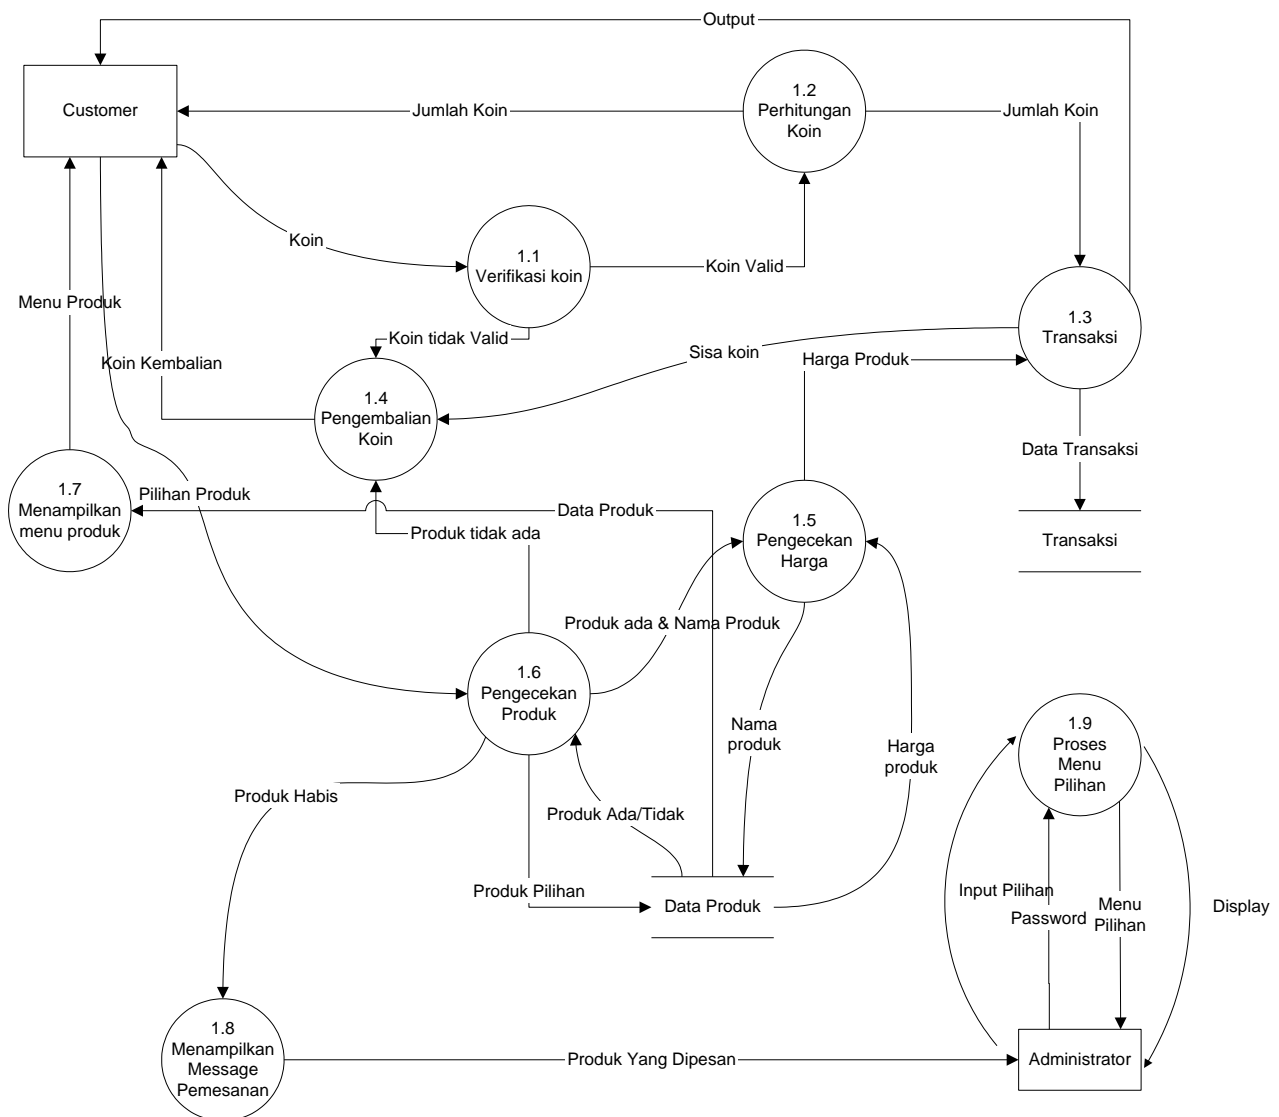 Output
Customer
Jumlah Koin
1.2
Perhitungan
Koin
Jumlah Koin
Koin
1.1
Verifikasi koin
Koin Valid
Menu Produk
Koin tidak Valid
Koin Kembalian
Sisa koin
Harga Produk
1.3
Transaksi
1.4
Pengembalian
Koin
Data Transaksi
1.7
Menampilkan
menu produk
Pilihan Produk
Produk tidak ada
Data Produk
1.5
Pengecekan
Harga
Transaksi
Produk ada & Nama Produk
1.6
Pengecekan
Produk
Nama
produk
Harga
produk
1.9
Proses
Menu
Pilihan
Produk Habis
Produk Ada/Tidak
Produk Pilihan
Data Produk
Input Pilihan
Password
Menu
Pilihan
Display
1.8
Menampilkan
Message
Pemesanan
Produk Yang Dipesan
Administrator